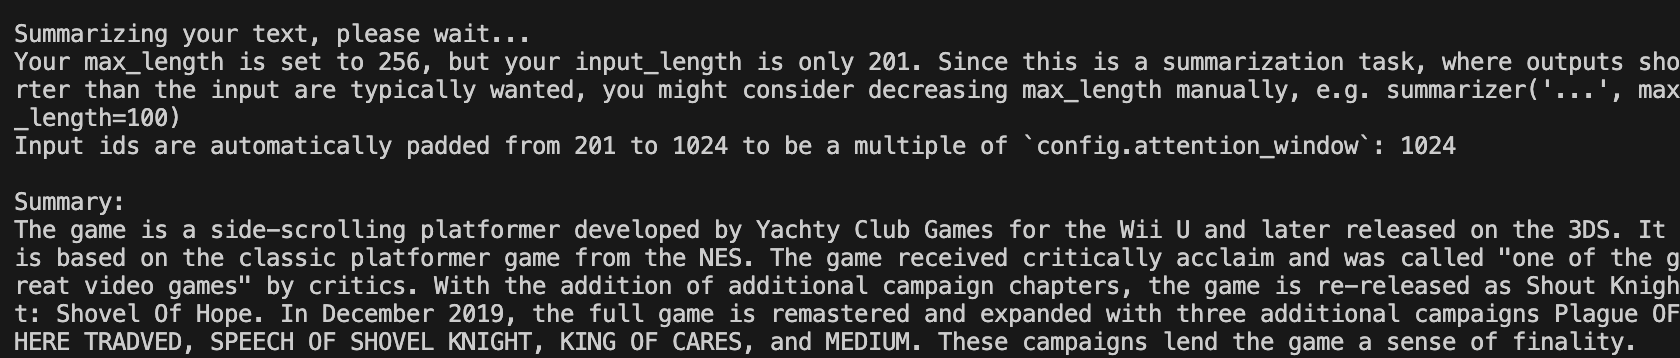 Summarizing your text, please wait...
Your max_length is set to 256, but your input_length is only 201. Since this is a summarization task, where outputs sho
rter than the input are typically wanted, you might consider decreasing max_length manually, e.g. summarizer('...', max
_length=100)
Input ids are automatically padded from 201 to 1024 to be a multiple of `config.attention_window`: 1024
Summary:
The game is a side-scrolling platformer developed by Yachty Club Games for the Wii U and later released on the 3DS. It
is based on the classic platformer game from the NES. The game received critically acclaim and was called "one of the g
reat video games" by critics. With the addition of additional campaign chapters, the game is re-released as Shout Knigh
t: Shovel Of Hope. In December 2019, the full game is remastered and expanded with three additional campaigns Plague OF
HERE TRADVED, SPEECH OF SHOVEL KNIGHT, KING OF CARES, and MEDIUM. These campaigns lend the game a sense of finality.